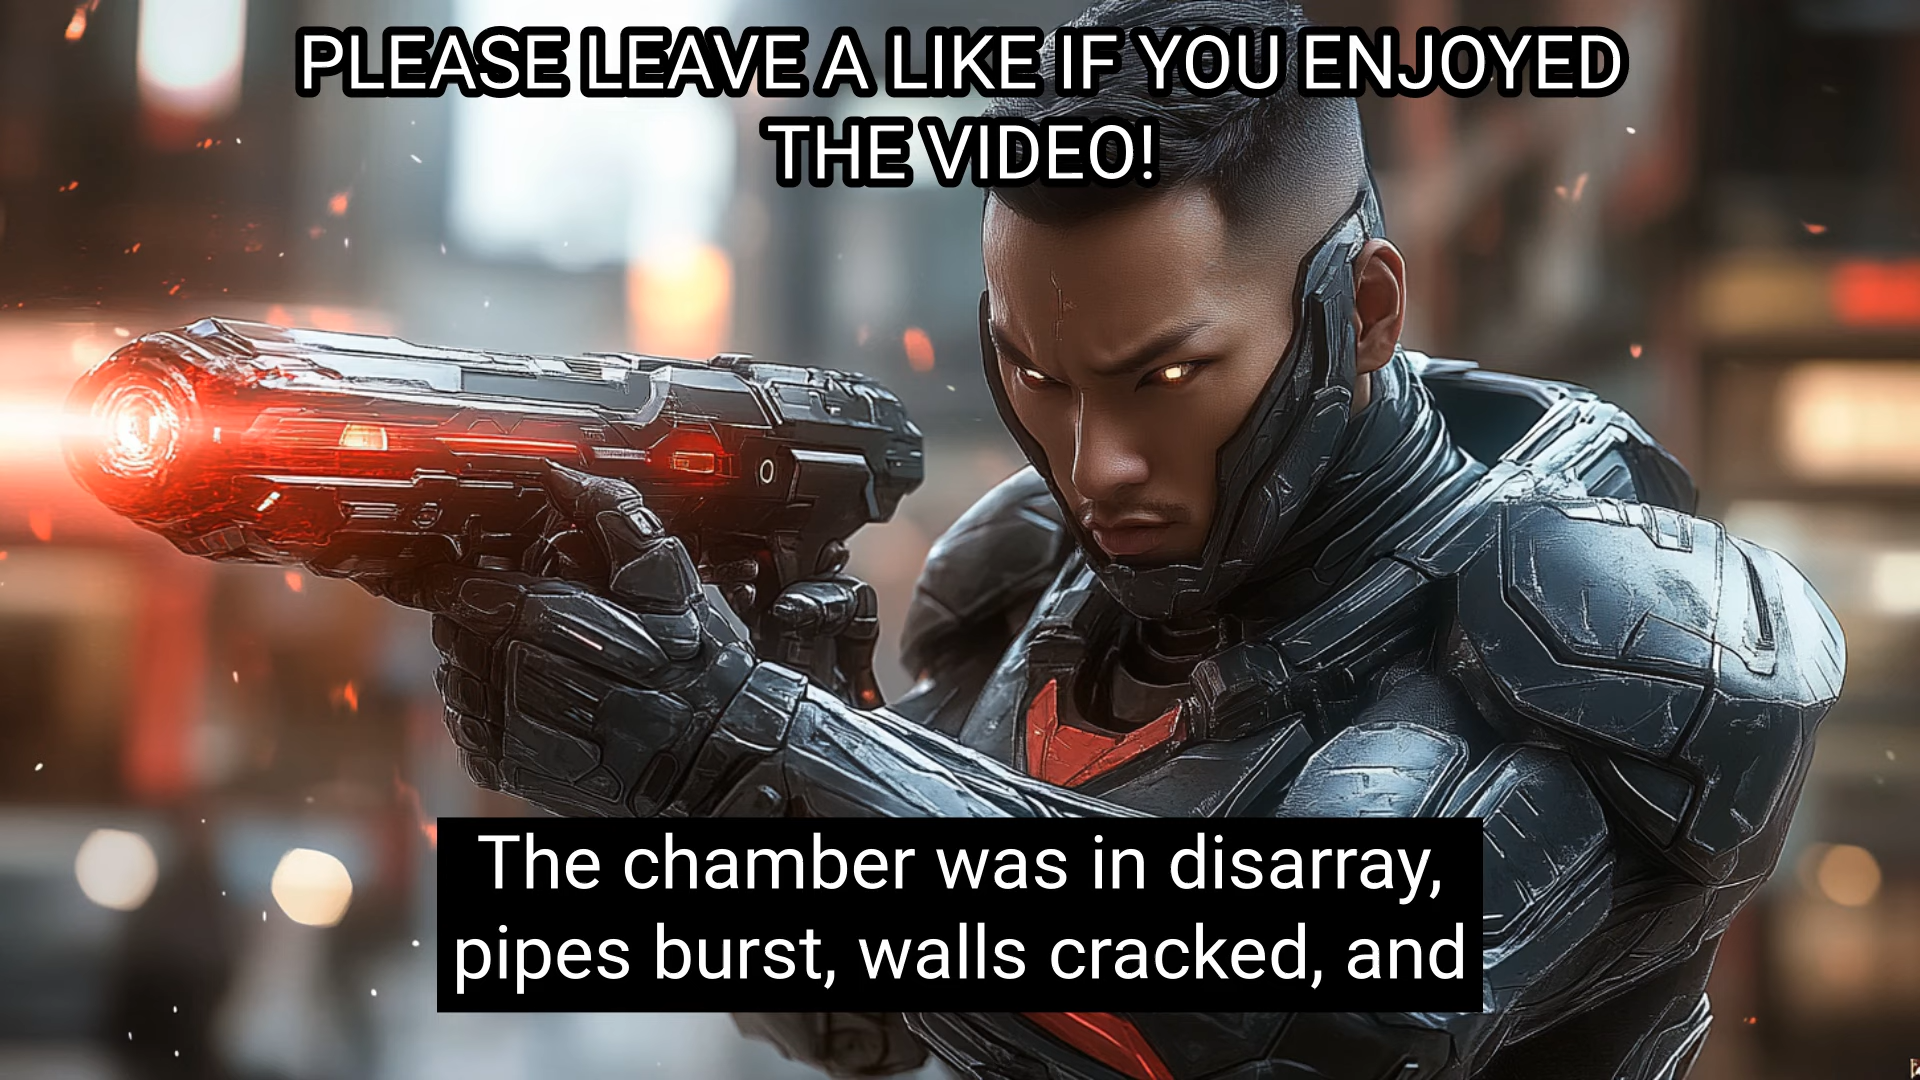 PLEASE LEAVE A LIKE IF YOU ENJOYED
THE VIDEO!
The chamber was in disarray,
pipes burst, walls cracked, and